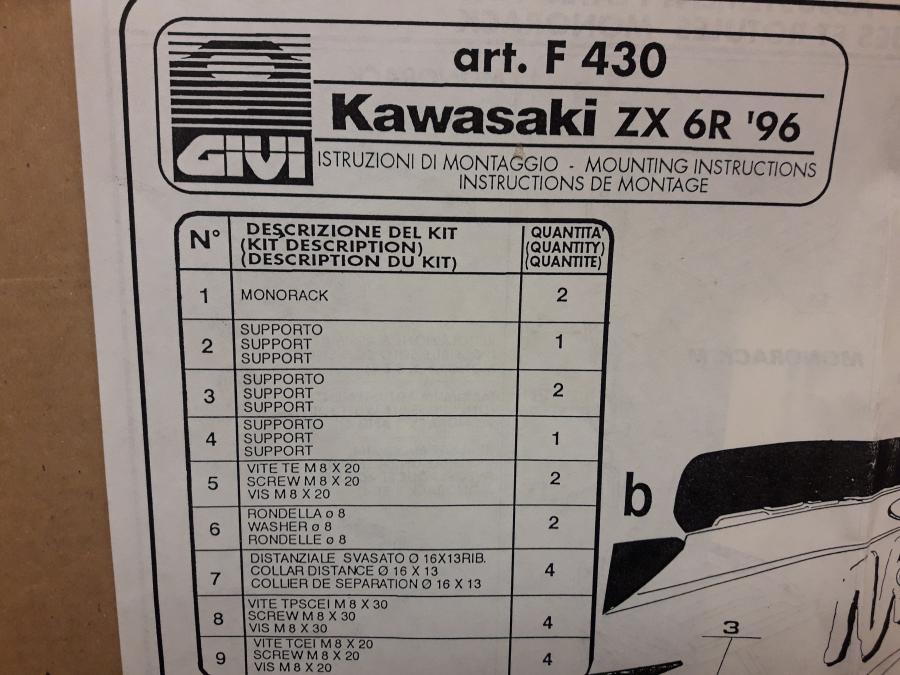 art. F 430
GIVI
Kawasaki ZX 6R '96
ISTRUZIONI DI MONTAGGIO - MOUNTING INSTRUCTIONS
INSTRUCTIONS DE MONTAGE
N° DESCRIZIONE DEL KIT QUANTITA'
(KIT DESCRIPTION) (QUANTITY)
(DESCRIPTION DU KIT) (QUANTITE)
1 MONORACK 2
2 SUPPORTO 1
SUPPORT
SUPPORT
3 SUPPORTO 2
SUPPORT
SUPPORT
4 SUPPORTO 1
SUPPORT
SUPPORT
5 VITE TE M 8 X 20 2
SCREW M 8 X 20
VIS M 8 X 20
6 RONDELLA ø 8 2
WASHER ø 8
RONDELLE ø 8
7 DISTANZIALE SVASATO Ø 16X13RIB. 4
COLLAR DISTANCE Ø 16 X 13
COLLIER DE SEPARATION Ø 16 X 13
8 VITE TPSCEI M 8 X 30 4
SCREW M 8 X 30
VIS M 8 X 30
9 VITE TCEI M 8 X 20 4
SCREW M 8 X 20
VIS M 8 X 20
b
3